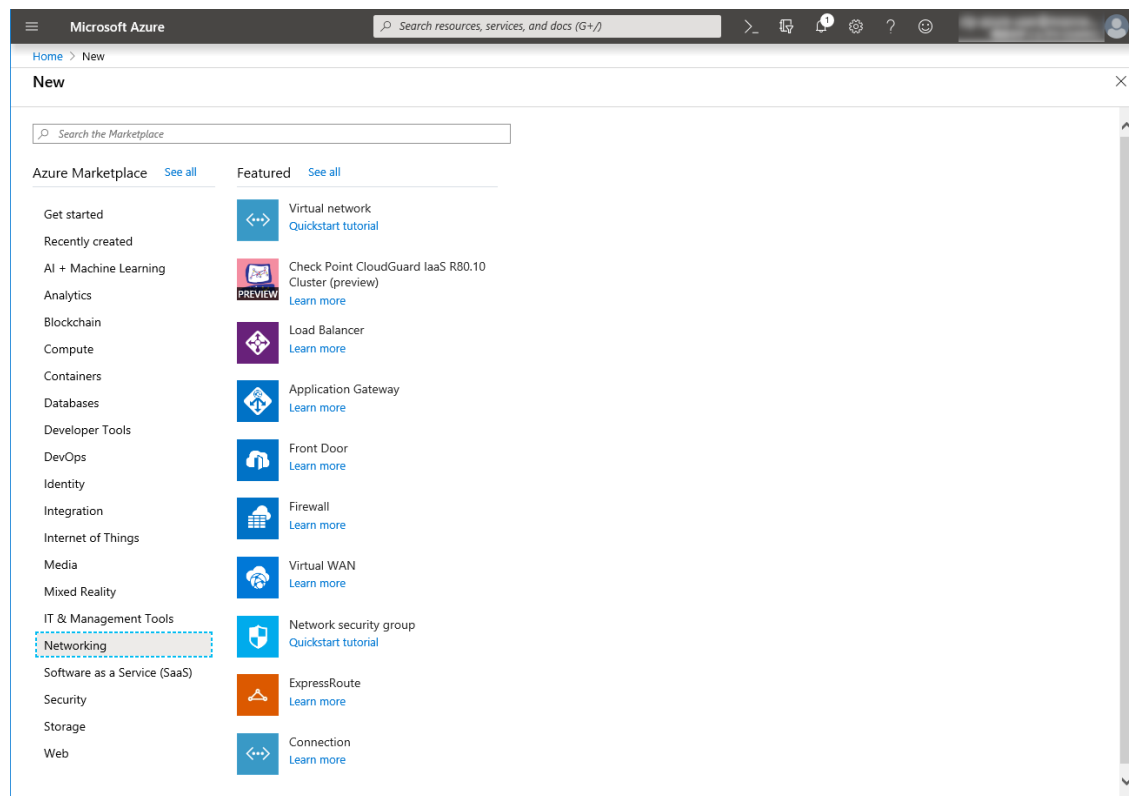 Microsoft Azure
Search resources, services, and docs (G+/)
1
Home > New
New
Search the Marketplace
Azure Marketplace See all
Get started
Recently created
AI + Machine Learning
Analytics
Blockchain
Compute
Containers
Databases
Developer Tools
DevOps
Identity
Integration
Internet of Things
Media
Mixed Reality
IT & Management Tools
Networking
Software as a Service (SaaS)
Security
Storage
Web
Featured See all
Virtual network
Quickstart tutorial
PREVIEW
Check Point CloudGuard IaaS R80.10
Cluster (preview)
Learn more
Load Balancer
Learn more
Application Gateway
Learn more
Front Door
Learn more
Firewall
Learn more
Virtual WAN
Learn more
Network security group
Quickstart tutorial
ExpressRoute
Learn more
Connection
Learn more